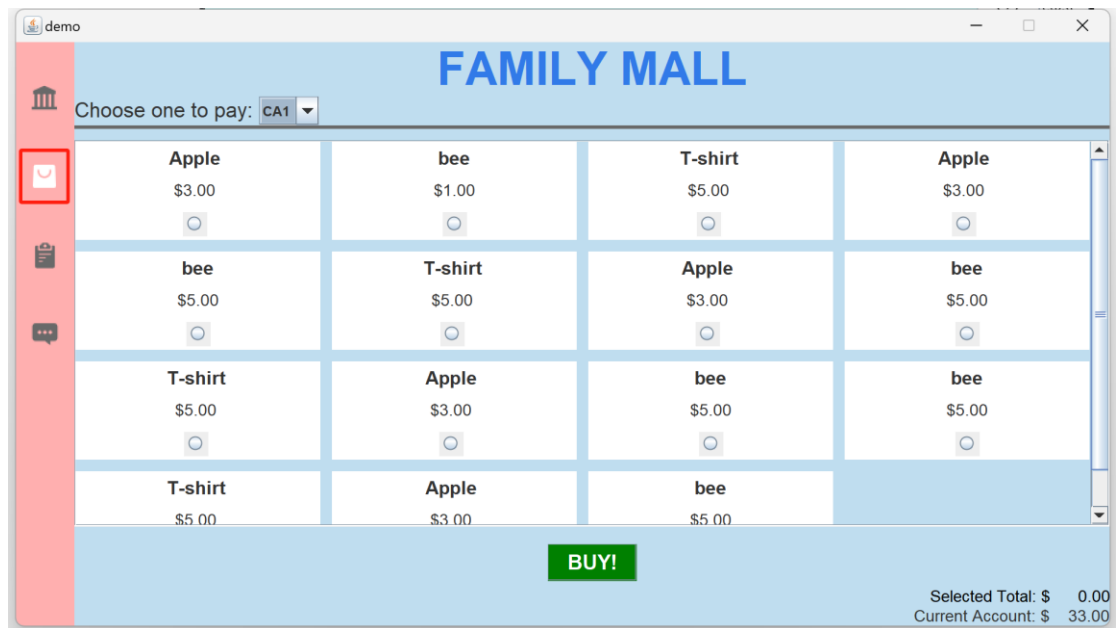 demo
FAMILY MALL
Choose one to pay: CA1
Apple bee T-shirt Apple
$3.00 $1.00 $5.00 $3.00
bee T-shirt Apple bee
$5.00 $5.00 $3.00 $5.00
T-shirt Apple bee bee
$5.00 $3.00 $5.00 $5.00
T-shirt Apple bee
$5.00 $3.00 $5.00
BUY!
Selected Total: $ 0.00
Current Account: $ 33.00